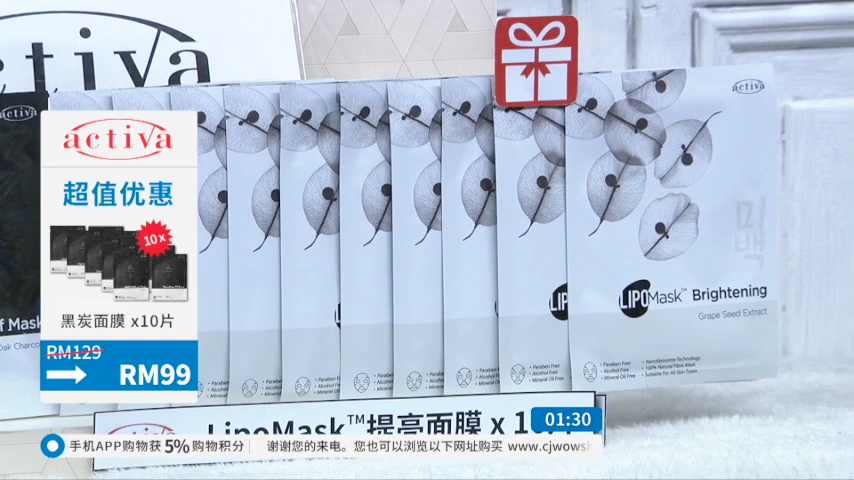 activa
activa
超值优惠
10x
黑炭面膜 x10片
RM129
RM99
activa
미백
LIPOMask™ Brightening
Grape Seed Extract
• Paraben Free
• Alcohol Free
• Mineral Oil Free
• Nanoliposome Technology
• 100% Natural Fibre Mask
• Suitable For All Skin Types
LipoMask™提亮面膜 x 1
01:30
手机APP购物获5%购物积分
谢谢您的来电。您也可以浏览以下网址购买 www.cjwows